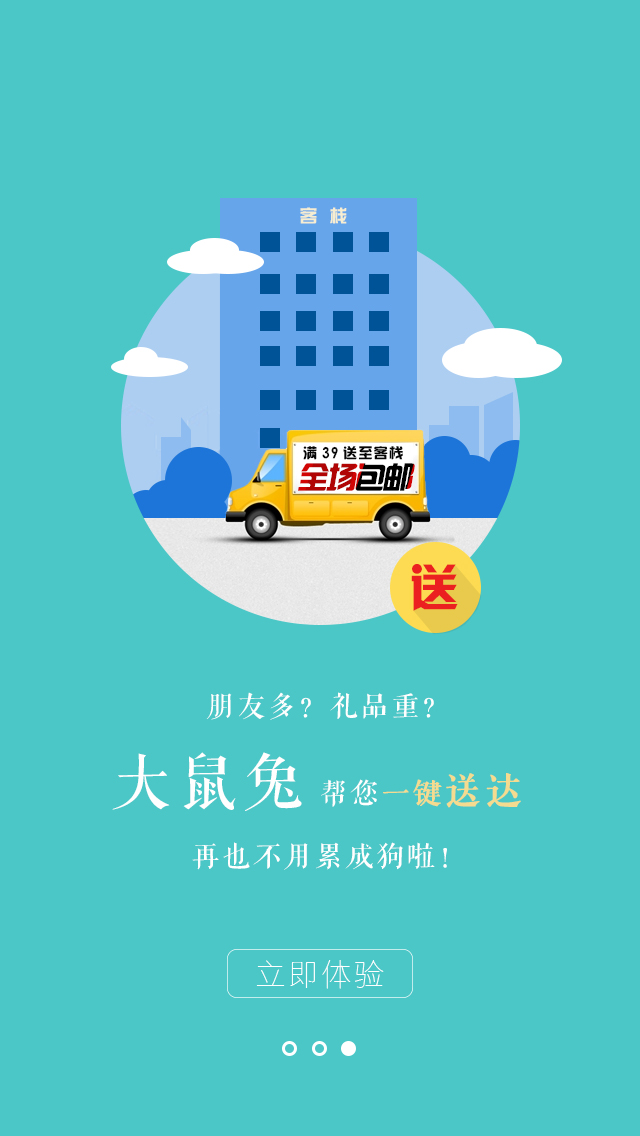 客栈
满39送至客栈
全场包邮
送
朋友多？礼品重？
大鼠兔 帮您一键送达
再也不用累成狗啦！
立即体验